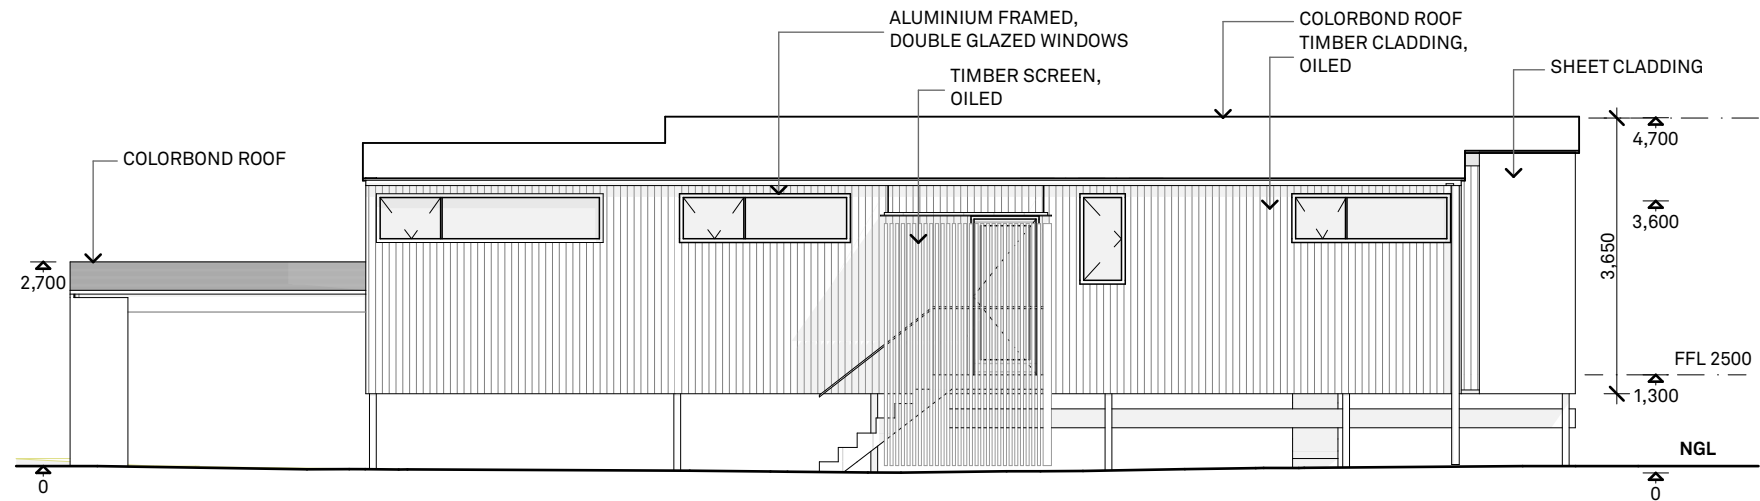 ALUMINIUM FRAMED,
DOUBLE GLAZED WINDOWS
COLORBOND ROOF
TIMBER CLADDING,
OILED
TIMBER SCREEN,
OILED
SHEET CLADDING
COLORBOND ROOF
4,700
3,600
3,650
2,700
FFL 2500
1,300
NGL
0
0